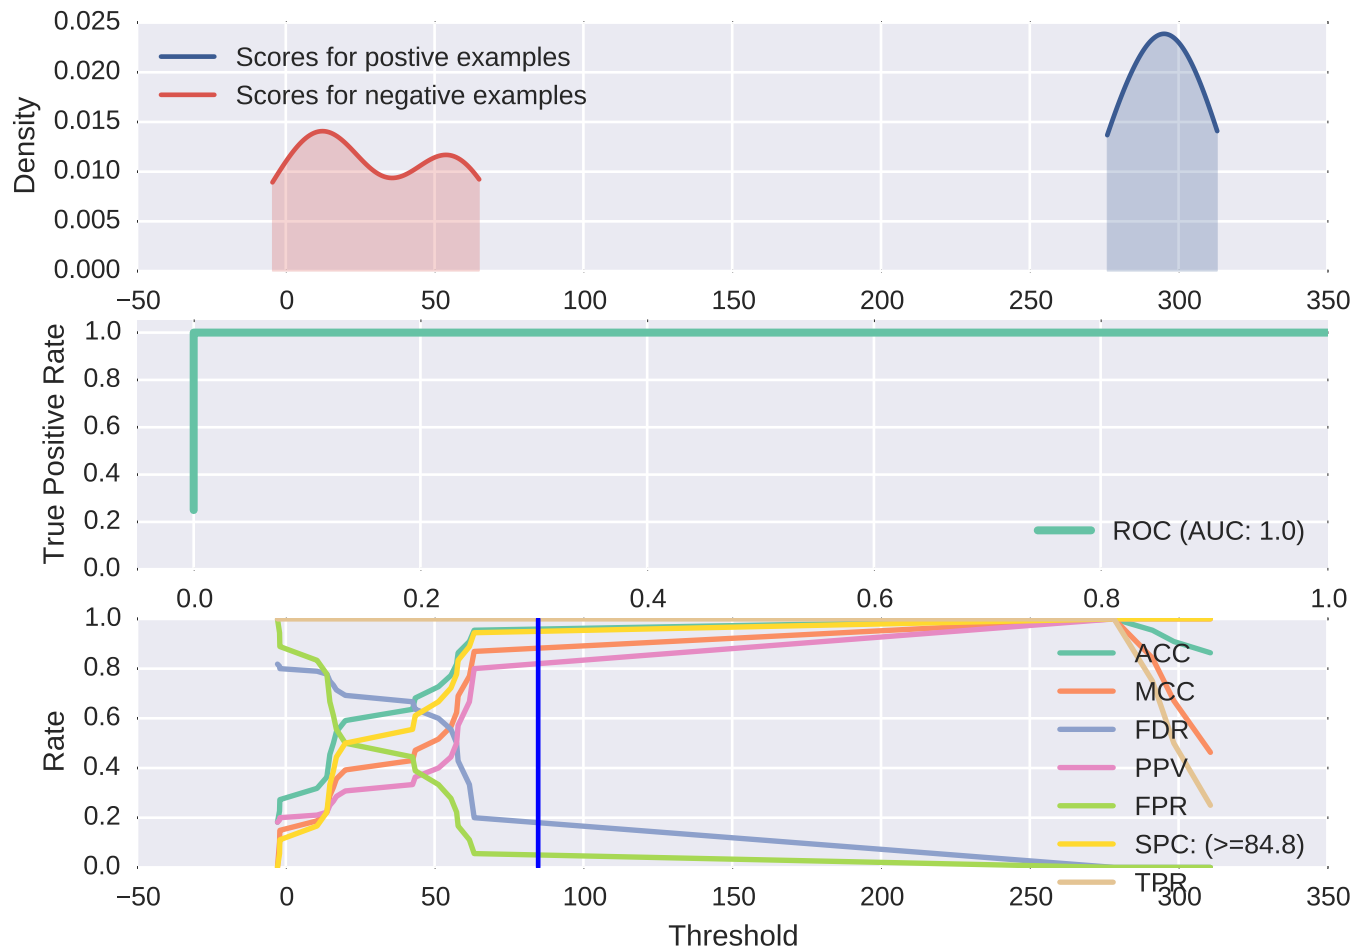 0.025
0.020
0.015
0.010
0.005
0.000
Density
Scores for postive examples
Scores for negative examples
−50 0 50 100 150 200 250 300 350
1.0
0.8
0.6
0.4
0.2
0.0
True Positive Rate
ROC (AUC: 1.0)
0.0 0.2 0.4 0.6 0.8 1.0
1.0
0.8
0.6
0.4
0.2
0.0
Rate
ACC
MCC
FDR
PPV
FPR
SPC: (>=84.8)
TPR
−50 0 50 100 150 200 250 300 350
Threshold